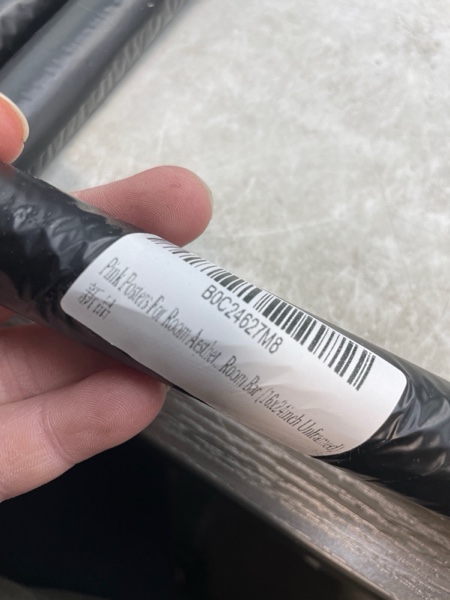 B0C24627M8
Pink Posters For Room Aesthet. Room Bar (16x24inch Unframed)
新品